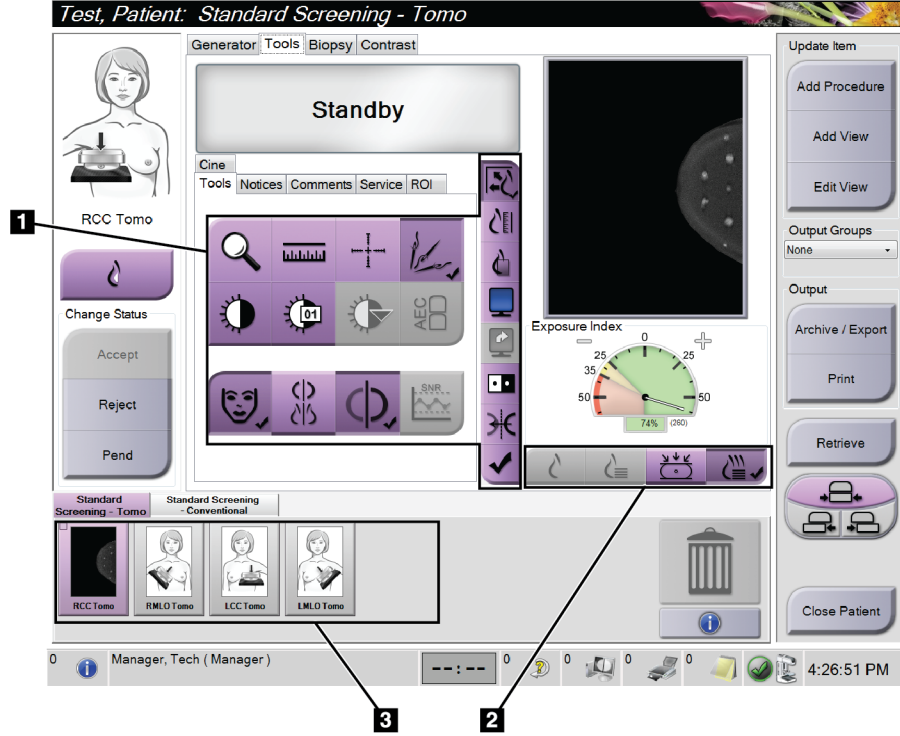 Test, Patient:  Standard Screening - Tomo
Generator Tools Biopsy Contrast
Update Item
Add Procedure
Add View
Edit View
Standby
Cine
Tools Notices Comments Service ROI
1
RCC Tomo
01
AEC
SNR
Output Groups
None
Change Status
Accept
Reject
Pend
Exposure Index
0
25 25
35
50 50
74% (260)
Output
Archive / Export
Print
Retrieve
Standard
Screening - Tomo
Standard Screening
- Conventional
RCC Tomo
RMLO Tomo
LCC Tomo
LMLO Tomo
Close Patient
0
Manager, Tech ( Manager )
--:--
0
0
0
0
4:26:51 PM
3
2